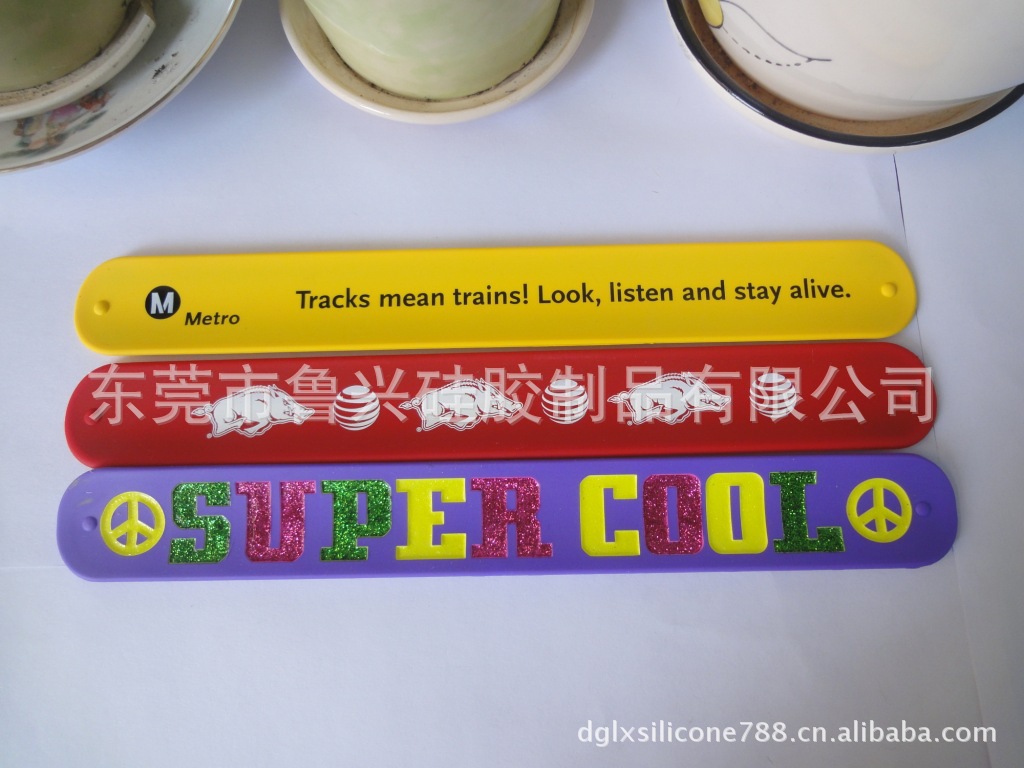 M
Metro
Tracks mean trains! Look, listen and stay alive.
东莞市鲁兴硅胶制品有限公司
SUPER COOL
dglxsilicone788.cn.alibaba.com